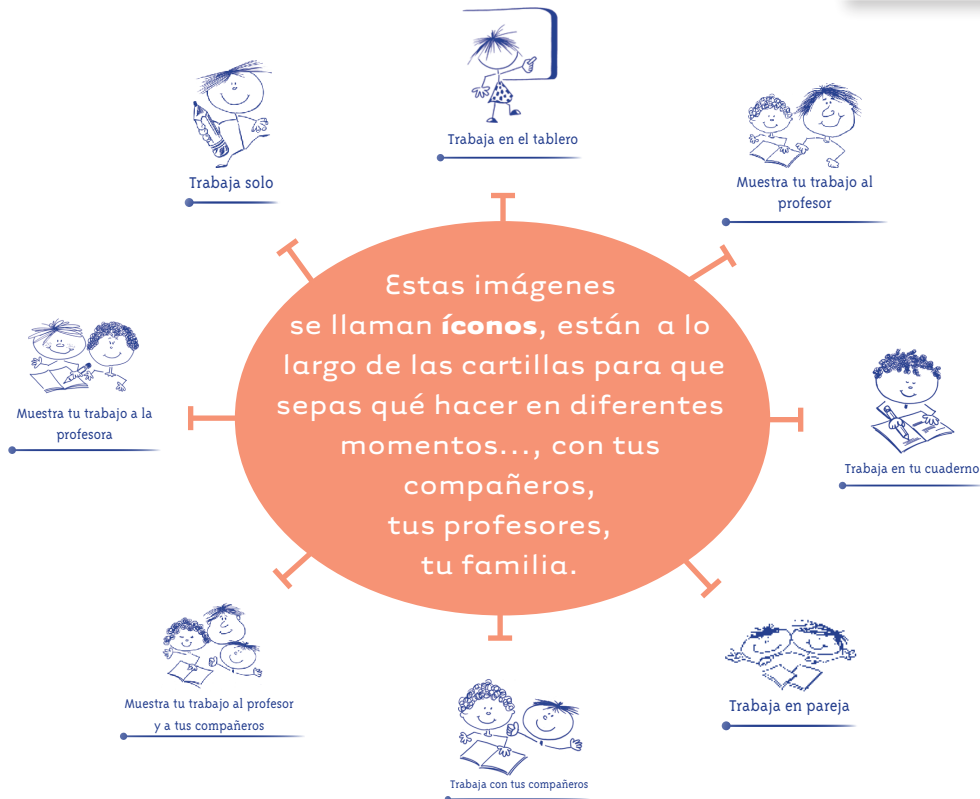 Trabaja en el tablero
Trabaja solo
Muestra tu trabajo al
profesor
Estas imágenes
se llaman íconos, están a lo
largo de las cartillas para que
sepas qué hacer en diferentes
momentos..., con tus
compañeros,
tus profesores,
tu familia.
Muestra tu trabajo a la
profesora
Trabaja en tu cuaderno
Muestra tu trabajo al profesor
y a tus compañeros
Trabaja en pareja
Trabaja con tus compañeros